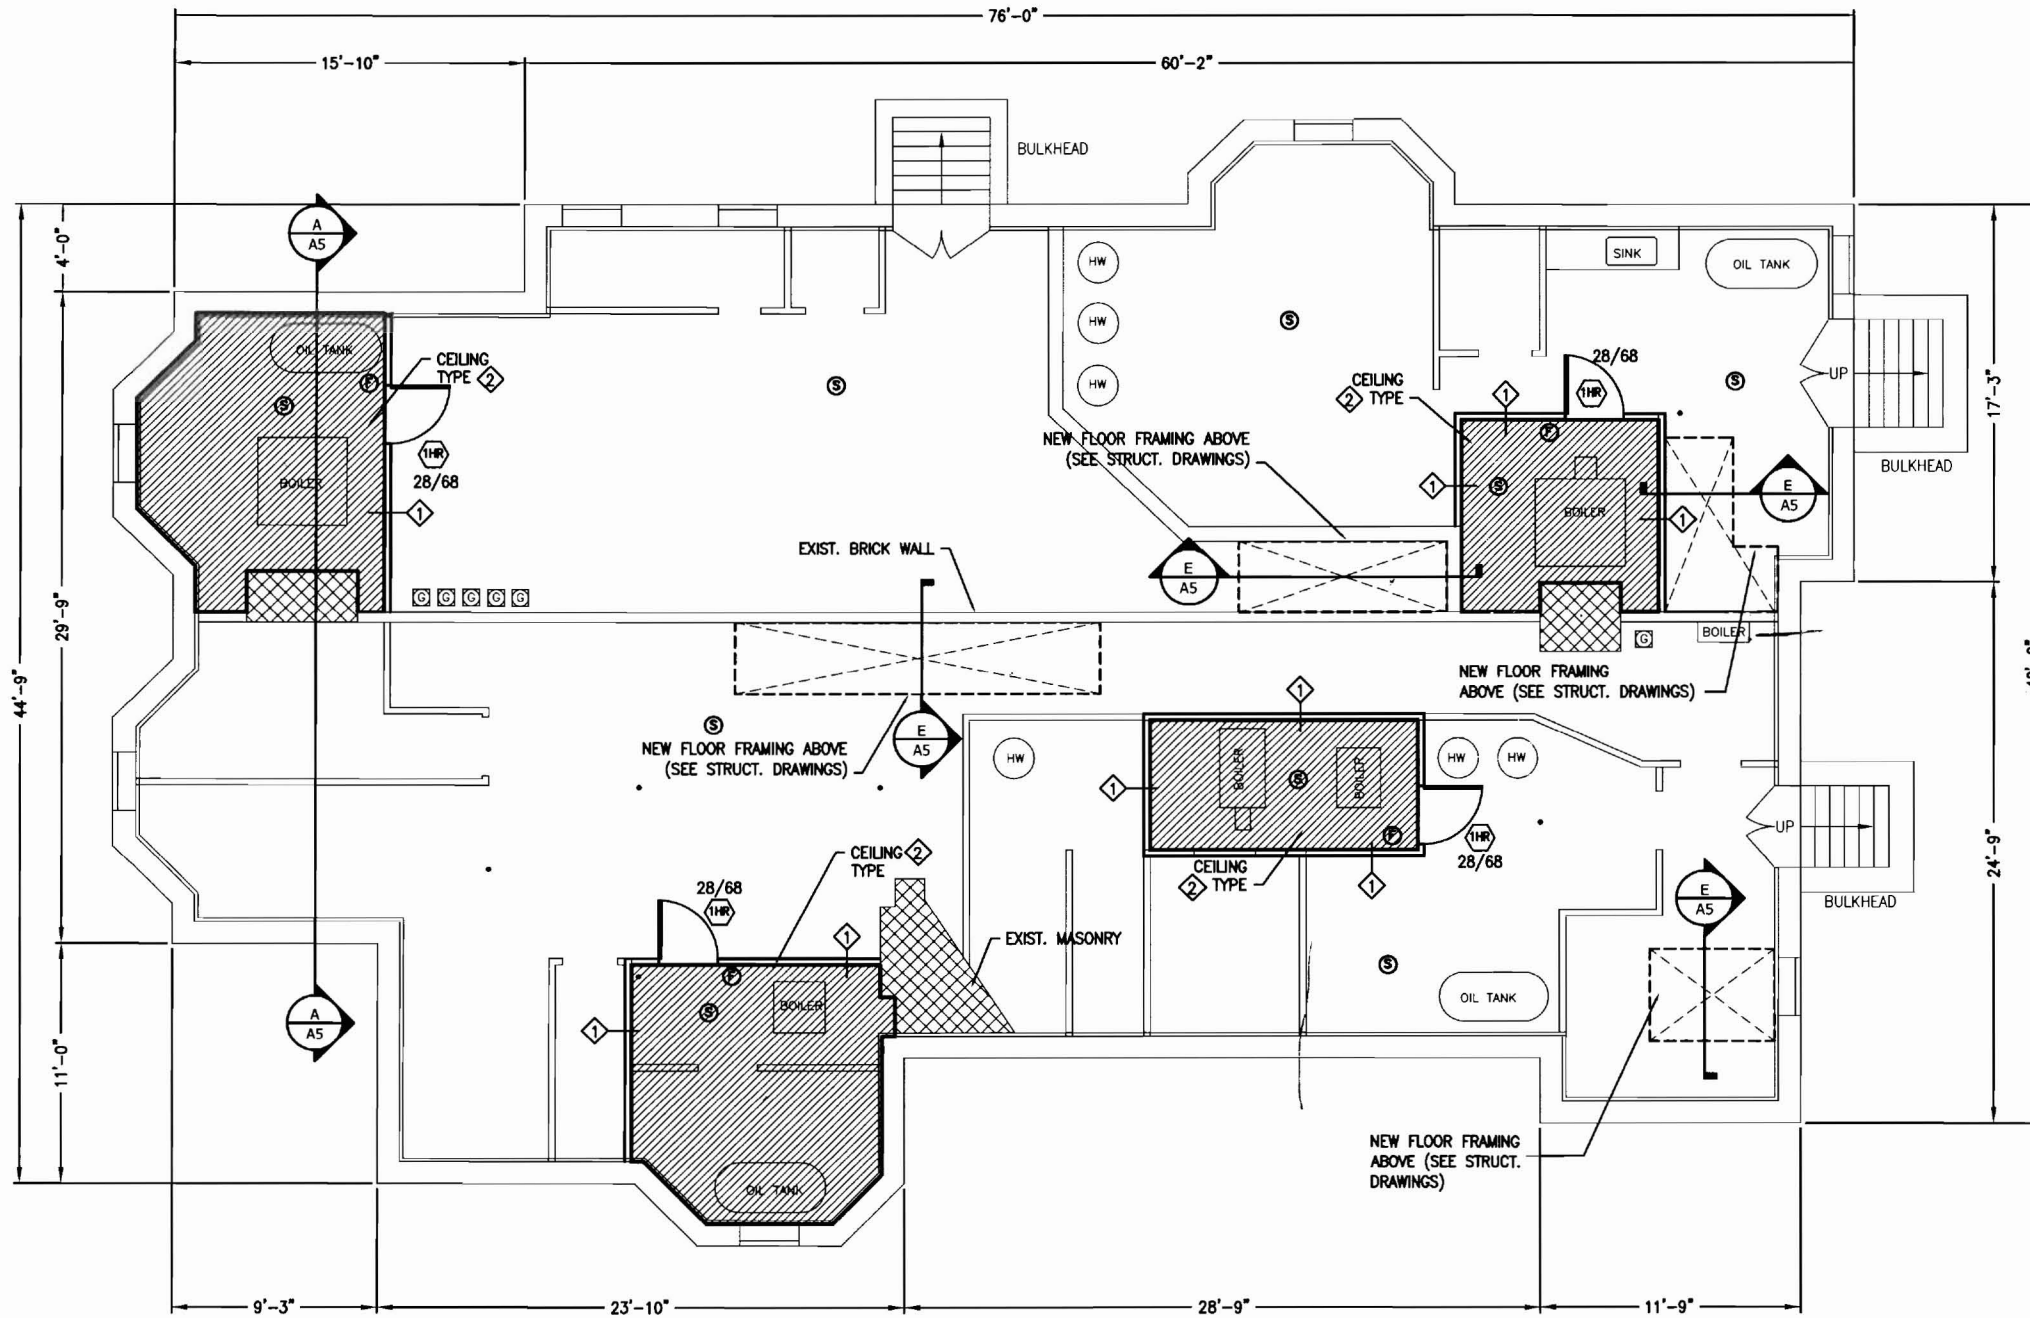 76'-0"
15'-10"
60'-2"
BULKHEAD
A
A5
4'-0"
HW
SINK
OIL TANK
HW
S
OIL TANK
CEILING
TYPE 2
F
S
S
HW
28/68
1HR
S
UP
17'-3"
CEILING
2 TYPE
1
F
NEW FLOOR FRAMING ABOVE
(SEE STRUCT. DRAWINGS)
1HR
28/68
BOILER
1
BULKHEAD
1
S
E
A5
BOILER
1
EXIST. BRICK WALL
E
A5
29'-9"
44'-9"
G G G G G
G
BOILER
NEW FLOOR FRAMING
ABOVE (SEE STRUCT. DRAWINGS)
1
S
NEW FLOOR FRAMING ABOVE
(SEE STRUCT. DRAWINGS)
E
A5
HW
BOILER
S
BOILER
HW
HW
1
F
1HR
28/68
UP
24'-9"
CEILING 2
TYPE
CEILING
2 TYPE
1
28/68
1HR
E
A5
BULKHEAD
1
EXIST. MASONRY
F
S
BOILER
1
S
OIL TANK
A
A5
11'-0"
NEW FLOOR FRAMING
ABOVE (SEE STRUCT.
DRAWINGS)
OIL TANK
9'-3"
23'-10"
28'-9"
11'-9"